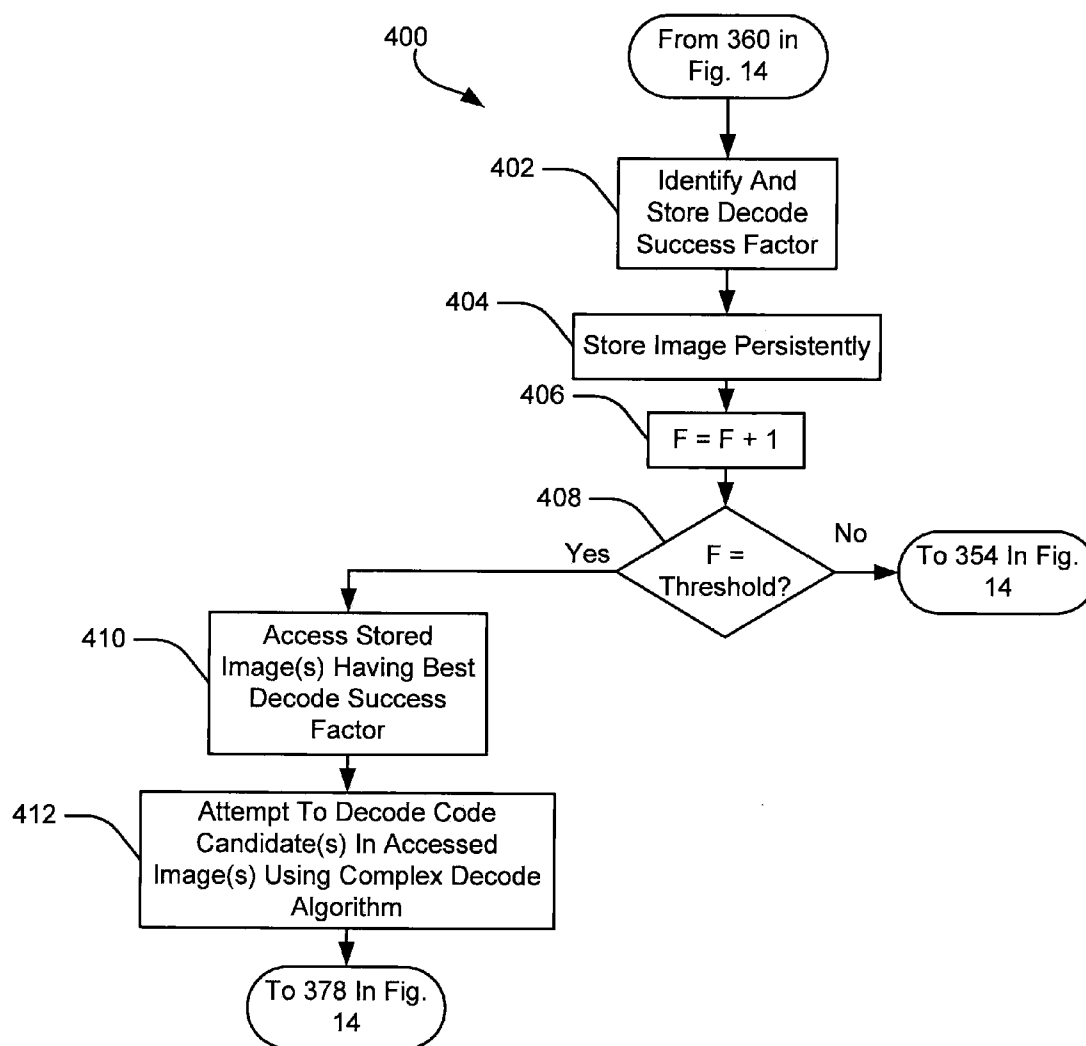 400
From 360 in
Fig. 14
402
Identify And
Store Decode
Success Factor
404
Store Image Persistently
406
F = F + 1
408
Yes
F =
Threshold?
No
To 354 In Fig.
14
410
Access Stored
Image(s) Having Best
Decode Success
Factor
412
Attempt To Decode Code
Candidate(s) In Accessed
Image(s) Using Complex Decode
Algorithm
To 378 In Fig.
14